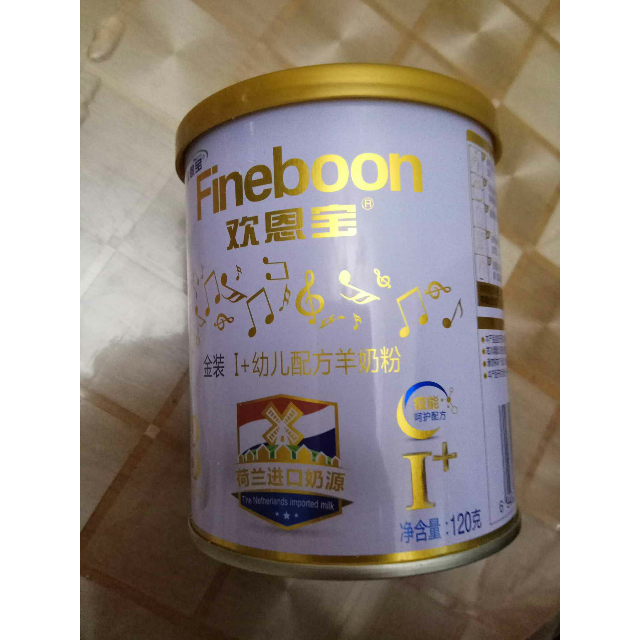 Fineboon
欢恩宝®
金装 I+幼儿配方羊奶粉
呵护配方
荷兰进口奶源
The Netherlands imported milk
I+
净含量:120克